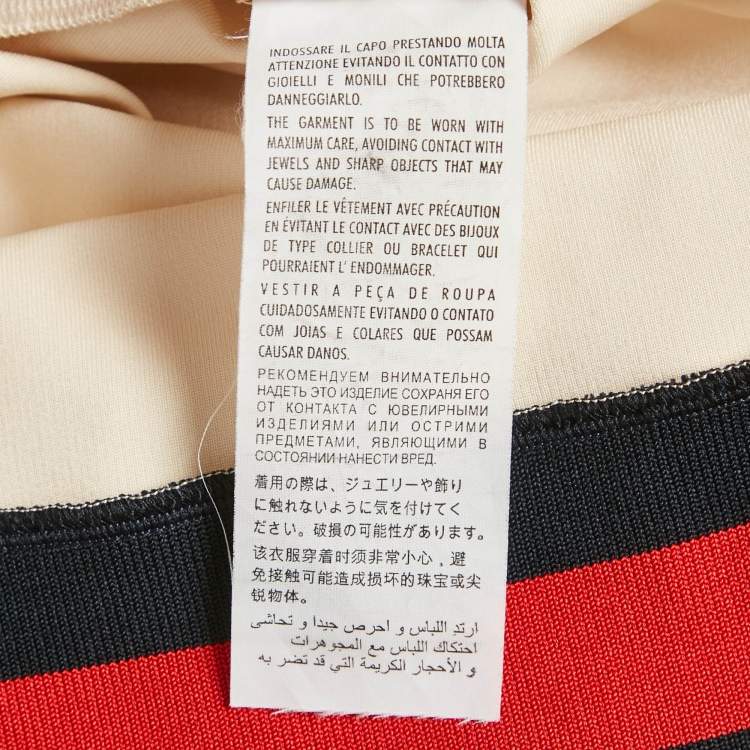 INDOSSARE IL CAPO PRESTANDO MOLTA
ATTENZIONE EVITANDO IL CONTATTO CON
GIOIELLI E MONILI CHE POTREBBERO
DANNEGGIARLO.
THE GARMENT IS TO BE WORN WITH
MAXIMUM CARE, AVOIDING CONTACT WITH
JEWELS AND SHARP OBJECTS THAT MAY
CAUSE DAMAGE.
ENFILER LE VÊTEMENT AVEC PRÉCAUTION
EN ÉVITANT LE CONTACT AVEC DES BIJOUX
DE TYPE COLLIER OU BRACELET QUI
POURRAIENT L' ENDOMMAGER.
VESTIR A PEÇA DE ROUPA
CUIDADOSAMENTE EVITANDO O CONTATO
COM JOIAS E COLARES QUE POSSAM
CAUSAR DANOS.
РЕКОМЕНДУЕМ ВНИМАТЕЛЬНО
НАДЕТЬ ЭТО ИЗДЕЛИЕ СОХРАНЯ ЕГО
ОТ КОНТАКТА С ЮВЕЛИРНЫМИ
ИЗДЕЛИЯМИ ИЛИ ОСТРИМИ
ПРЕДМЕТАМИ, ЯВЛЯЮЩИМИ В
СОСТОЯНИИ НАНЕСТИ ВРЕД.
着用の際は、ジュエリーや飾り
に触れないように気を付けてく
ださい。破損の可能性があります。
该衣服穿着时须非常小心，避
免接触可能造成损坏的珠宝或尖
锐物体。
ارتد اللباس و احرص جيدا و تحاشى
احتكاك اللباس مع المجوهرات
و الأحجار الكريمة التي قد تضر به